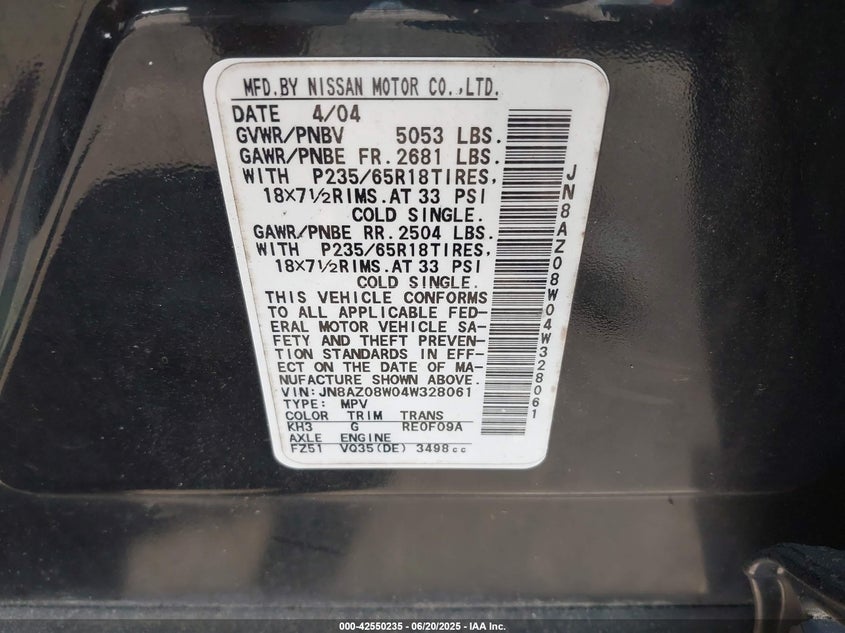 MFD.BY NISSAN MOTOR CO.,LTD.
DATE 4/04
GVWR/PNBV 5053 LBS.
GAWR/PNBE FR. 2681 LBS.
WITH P235/65R18TIRES,
18×7½RIMS.AT 33 PSI
COLD SINGLE.
GAWR/PNBE RR. 2504 LBS.
WITH P235/65R18TIRES,
18×7½RIMS.AT 33 PSI
COLD SINGLE.
THIS VEHICLE CONFORMS
TO ALL APPLICABLE FED-
ERAL MOTOR VEHICLE SA-
FETY AND THEFT PREVEN-
TION STANDARDS IN EFF-
ECT ON THE DATE OF MA-
NUFACTURE SHOWN ABOVE.
VIN:JN8AZ08W04W328061
TYPE: MPV
COLOR TRIM TRANS
KH3 G RE0F09A
AXLE ENGINE
FZ51 VQ35(DE) 3498cc
JN8AZ08W04W328061
000-42550235 - 06/20/2025 - IAA Inc.